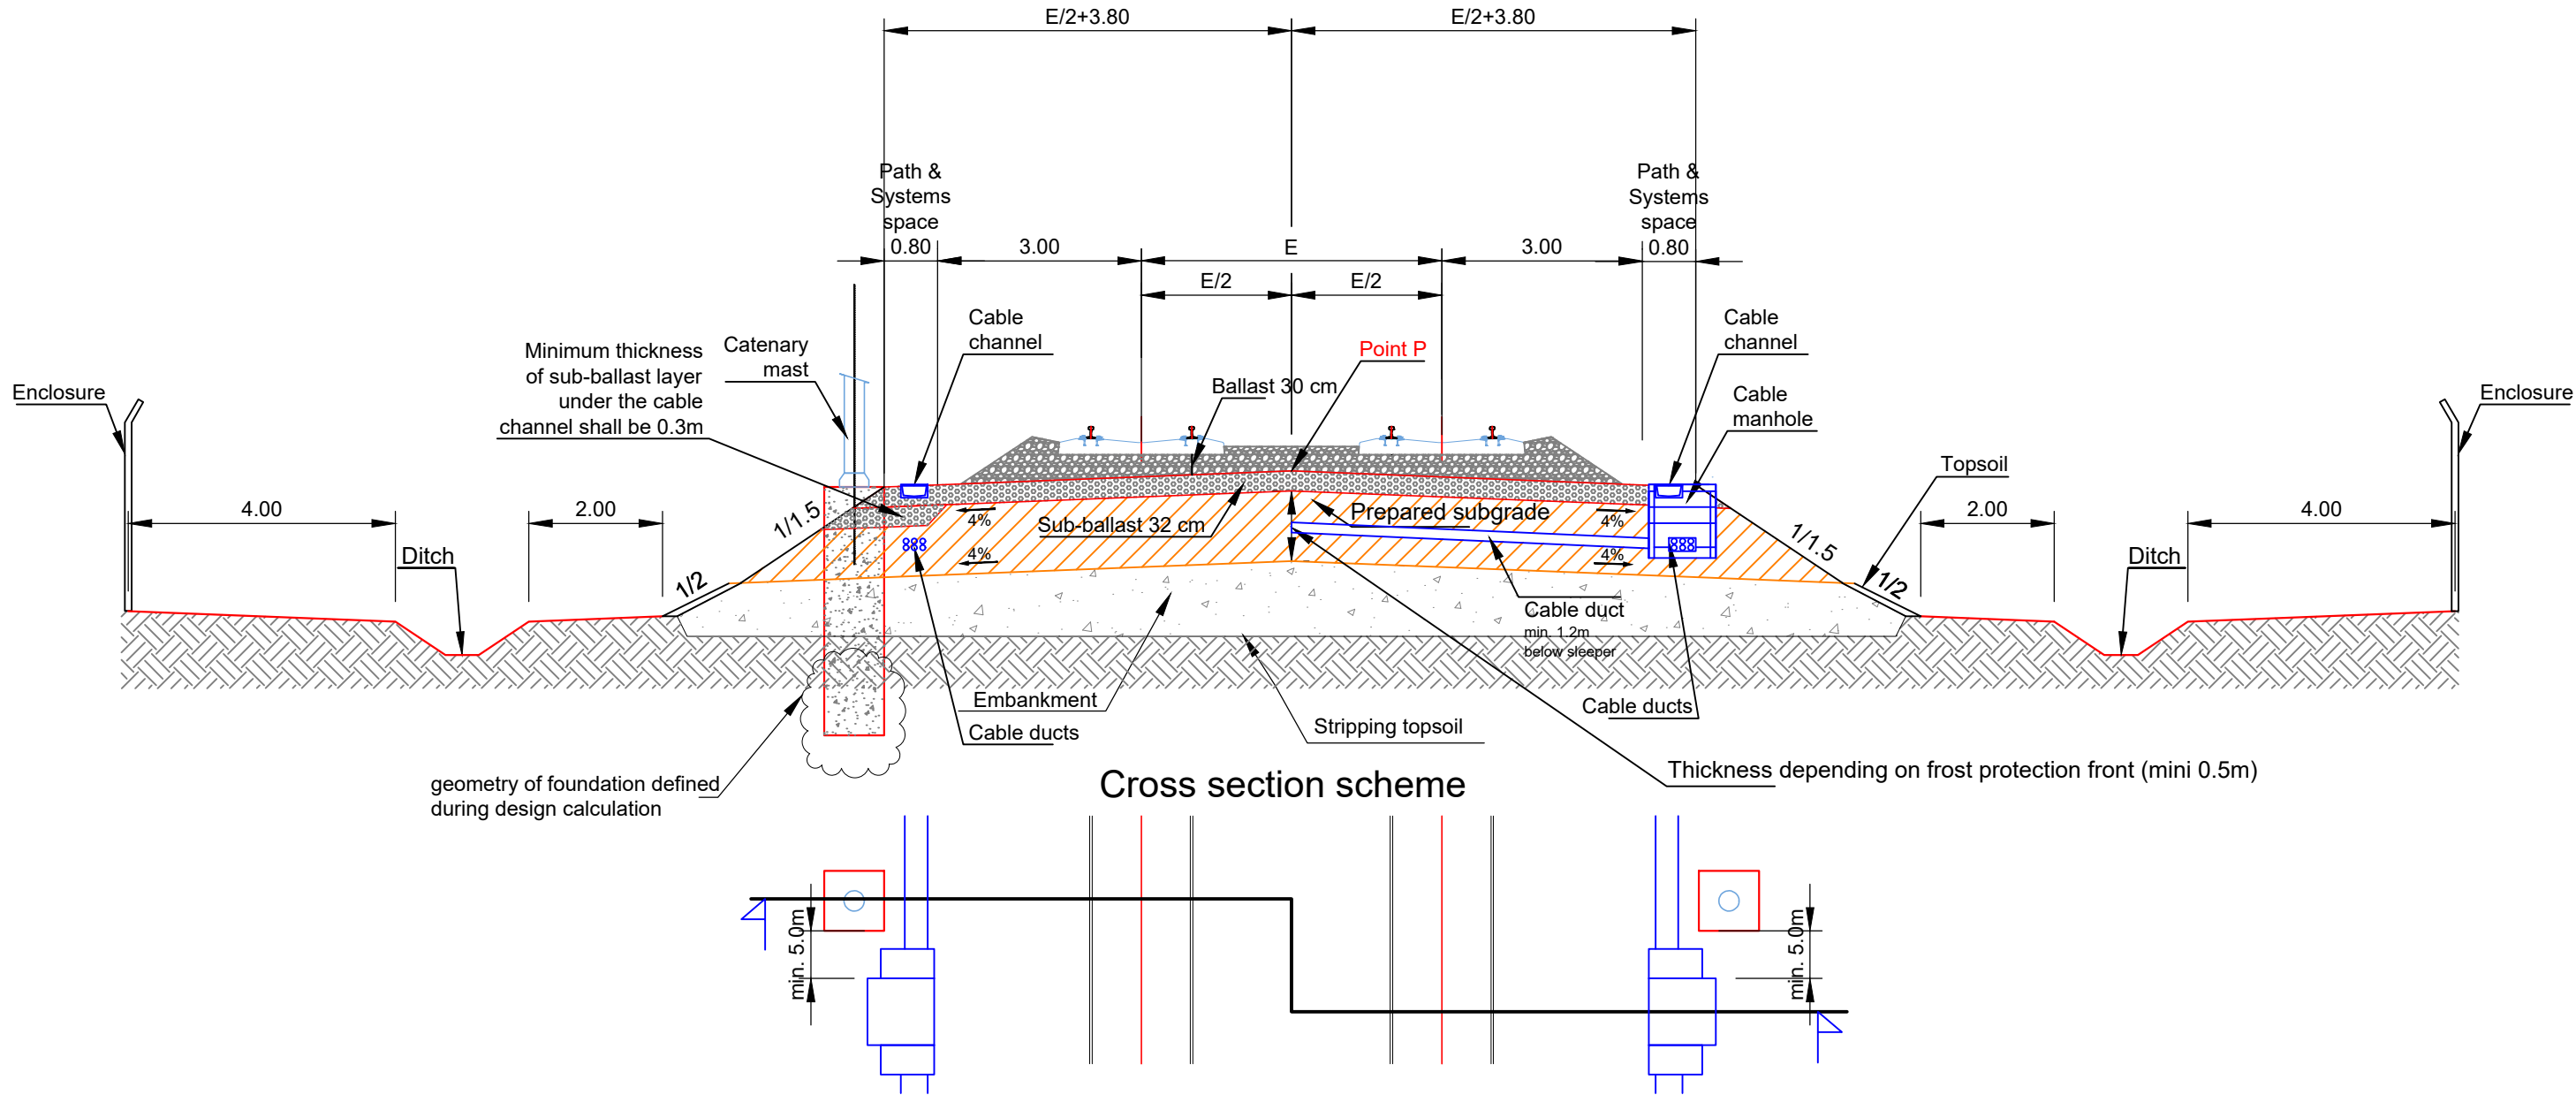 E/2+3.80
E/2+3.80
Path &
Systems
space
0.80
3.00
E
3.00
Path &
Systems
space
0.80
E/2
E/2
Cable
channel
Cable
channel
Minimum thickness
of sub-ballast layer
under the cable
channel shall be 0.3m
Catenary
mast
Point P
Ballast 30 cm
Enclosure
Cable
manhole
Enclosure
Topsoil
4.00
2.00
1/1.5
4%
Sub-ballast 32 cm
Prepared subgrade
4%
2.00
4.00
Ditch
1/2
4%
4%
1/1.5
1/2
Ditch
Cable duct
min. 1.2m
below sleeper
Embankment
Cable ducts
Stripping topsoil
Cable ducts
geometry of foundation defined
during design calculation
Thickness depending on frost protection front (mini 0.5m)
Cross section scheme
min. 5.0m
min. 5.0m